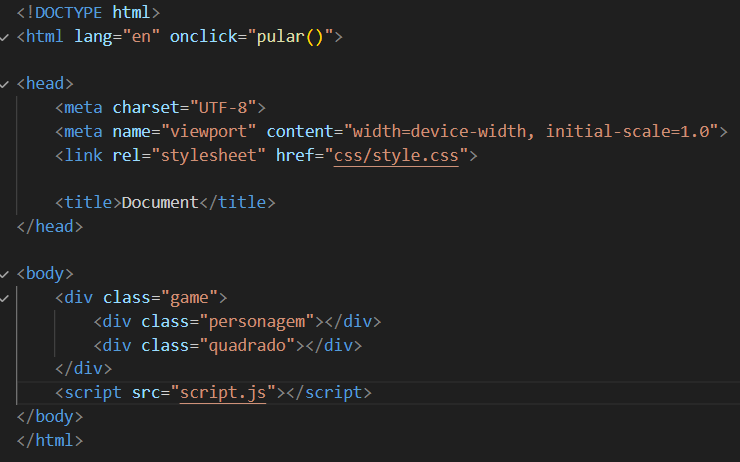 <!DOCTYPE html>
<html lang="en" onclick="pular()">
<head>
<meta charset="UTF-8">
<meta name="viewport" content="width=device-width, initial-scale=1.0">
<link rel="stylesheet" href="css/style.css">
<title>Document</title>
</head>
<body>
<div class="game">
<div class="personagem"></div>
<div class="quadrado"></div>
</div>
<script src="script.js"></script>
</body>
</html>